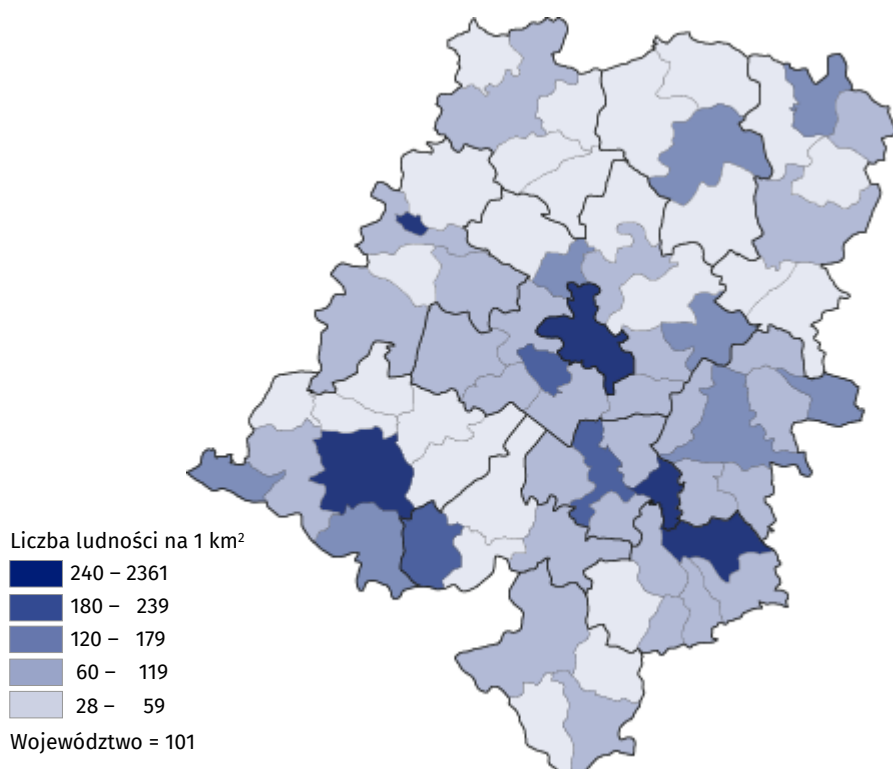 Liczba ludności na 1 km²
240 – 2361
180 – 239
120 – 179
60 – 119
28 – 59
Województwo = 101